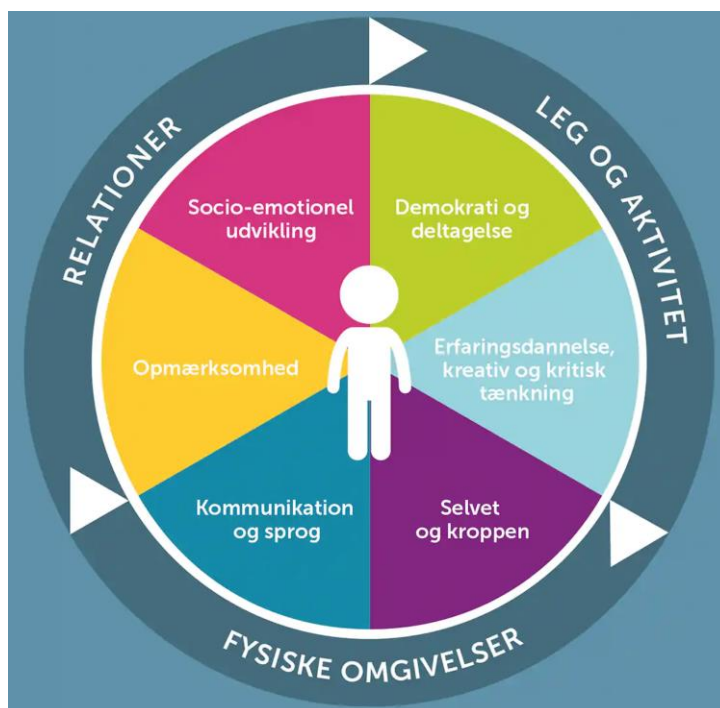 RELATIONER
LEG OG AKTIVITET
Socio-emotionel
udvikling
Demokrati og
deltagelse
Opmærksomhed
Erfaringsdannelse,
kreativ og kritisk
tænkning
Kommunikation
og sprog
Selvet
og kroppen
FYSISKE OMGIVELSER